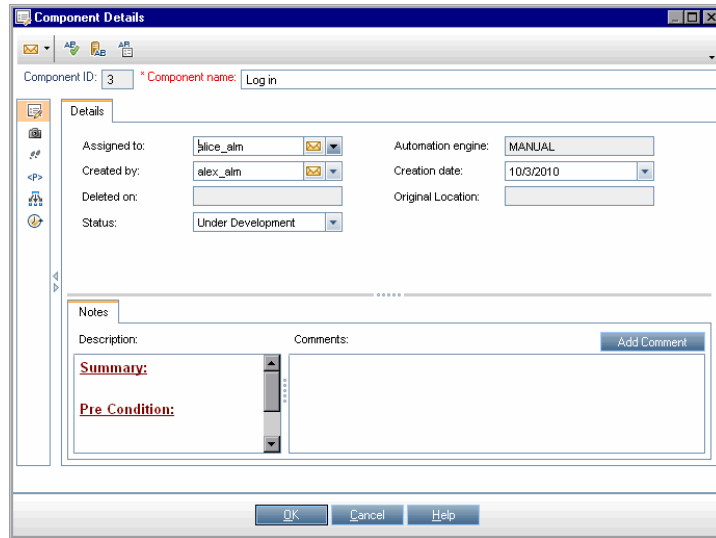 Component Details
Component ID: 3 * Component name: Log in
Details
Assigned to: alice_alm Automation engine: MANUAL
Created by: alex_alm Creation date: 10/3/2010
Deleted on: Original Location:
Status: Under Development
Notes
Description: Comments: Add Comment
Summary:
Pre Condition:
OK Cancel Help